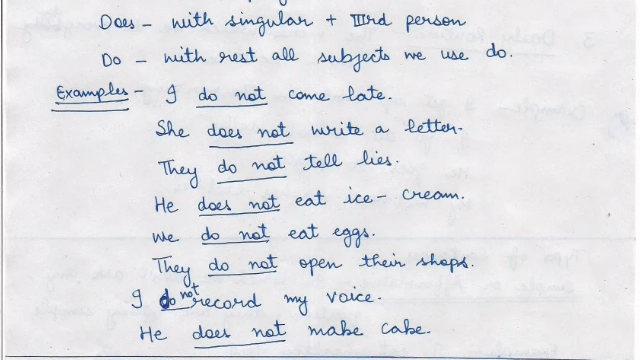 Does - with singular + IIIrd person
Do - with rest all subjects we use do.
Examples - I do not come late.
She does not write a letter.
They do not tell lies.
He does not eat ice-cream.
We do not eat eggs.
They do not open their shops.
I do not record my voice.
He does not make cake.